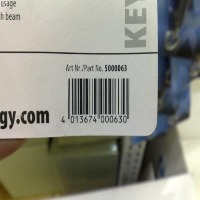 usage
h beam
KEY
Art Nr./Part No. 5000063
4 013674 000630
gy.com